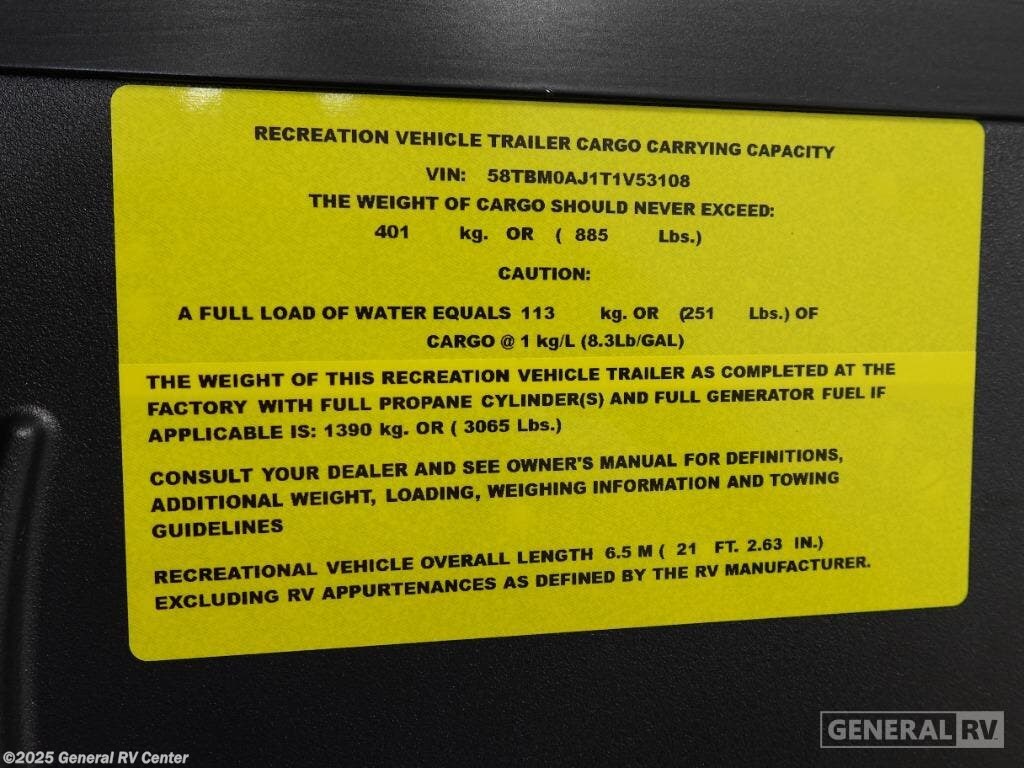 RECREATION VEHICLE TRAILER CARGO CARRYING CAPACITY
VIN: 58TBM0AJ1T1V53108
THE WEIGHT OF CARGO SHOULD NEVER EXCEED:
401 kg. OR ( 885 Lbs.)
CAUTION:
A FULL LOAD OF WATER EQUALS 113 kg. OR (251 Lbs.) OF
CARGO @ 1 kg/L (8.3Lb/GAL)
THE WEIGHT OF THIS RECREATION VEHICLE TRAILER AS COMPLETED AT THE
FACTORY WITH FULL PROPANE CYLINDER(S) AND FULL GENERATOR FUEL IF
APPLICABLE IS: 1390 kg. OR ( 3065 Lbs.)
CONSULT YOUR DEALER AND SEE OWNER'S MANUAL FOR DEFINITIONS,
ADDITIONAL WEIGHT, LOADING, WEIGHING INFORMATION AND TOWING
GUIDELINES
RECREATIONAL VEHICLE OVERALL LENGTH 6.5 M ( 21 FT. 2.63 IN.)
EXCLUDING RV APPURTENANCES AS DEFINED BY THE RV MANUFACTURER.
GENERAL RV
©2025 General RV Center